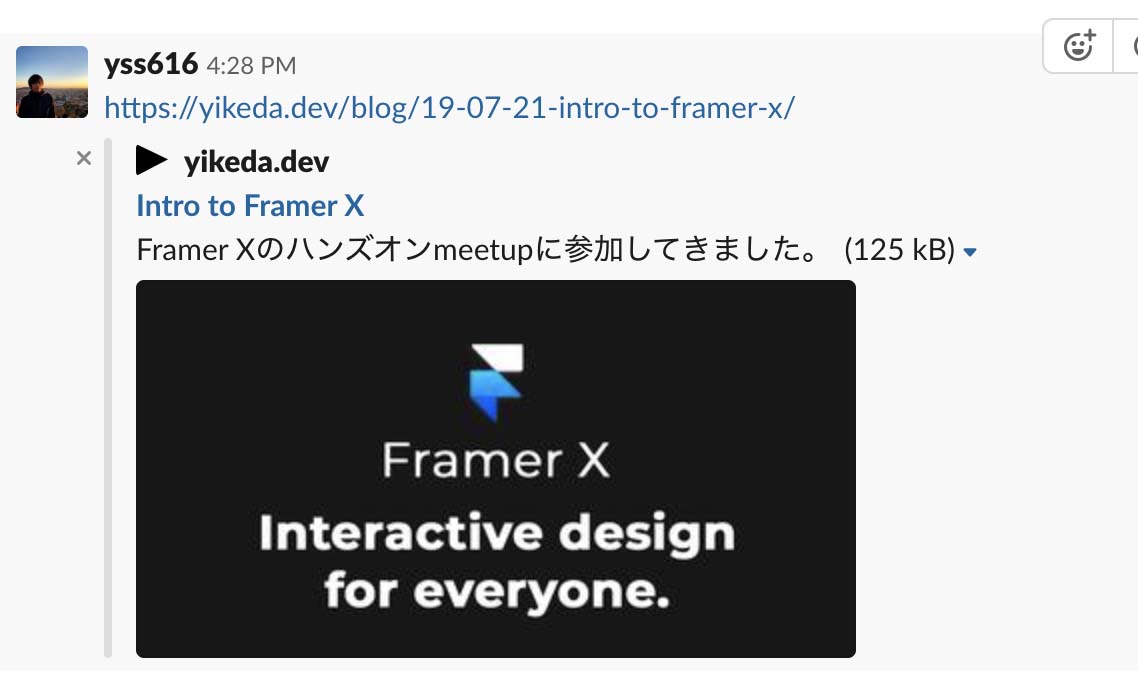 yss616 4:28 PM
https://yikeda.dev/blog/19-07-21-intro-to-framer-x/
yikeda.dev
Intro to Framer X
Framer Xのハンズオンmeetupに参加してきました。 (125 kB)
Framer X
Interactive design
for everyone.